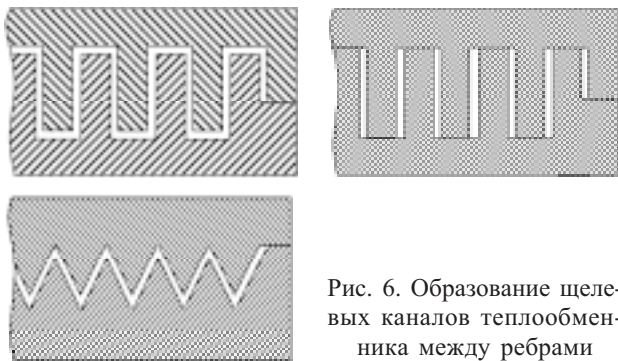 Рис. 6. Образование щеле-
вых каналов теплообмен-
ника между ребрами